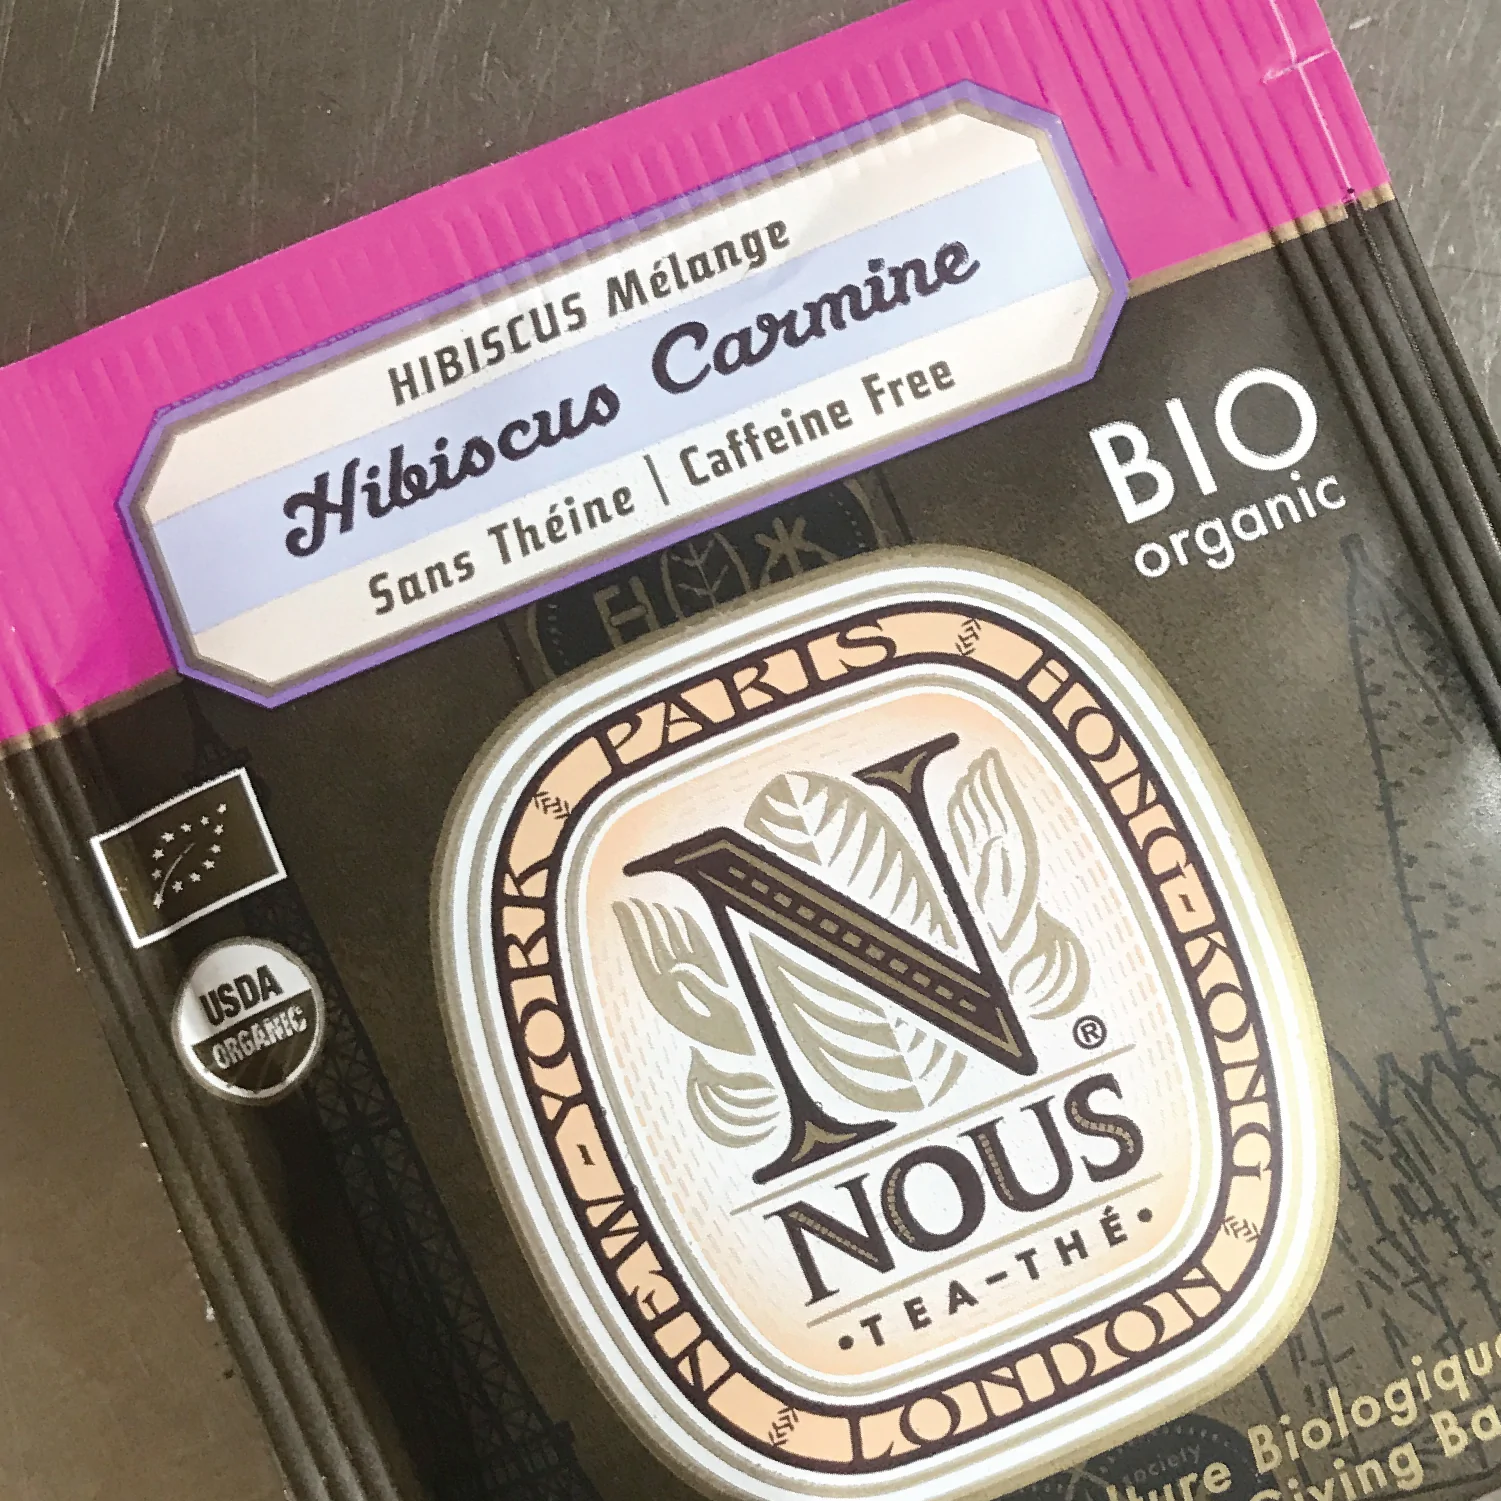 HIBISCUS Mélange
Hibiscus Carmine
Sans Théine | Caffeine Free
BIO
organic
PARIS
HONG-KONG
NEW-YORK
N
®
NOUS
•TEA-THÉ•
LONDON
USDA
ORGANIC
society
Biologique